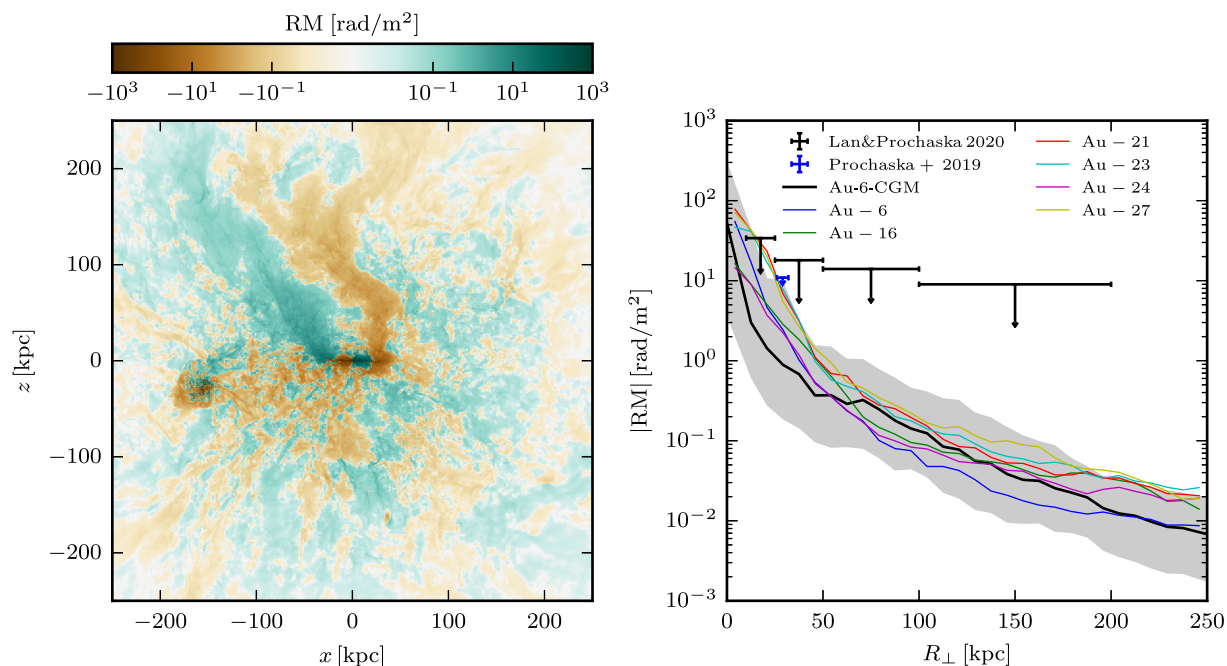 RM [rad/m²]
−10³ −10¹ −10⁻¹ 10⁻¹ 10¹ 10³
200
100
0
−100
−200
z [kpc]
−200 −100 0 100 200
x [kpc]
10³
10²
10¹
10⁰
10⁻¹
10⁻²
10⁻³
|RM| [rad/m²]
Lan&Prochaska 2020
Prochaska + 2019
Au-6-CGM
Au − 6
Au − 16
Au − 21
Au − 23
Au − 24
Au − 27
0 50 100 150 200 250
R⊥ [kpc]